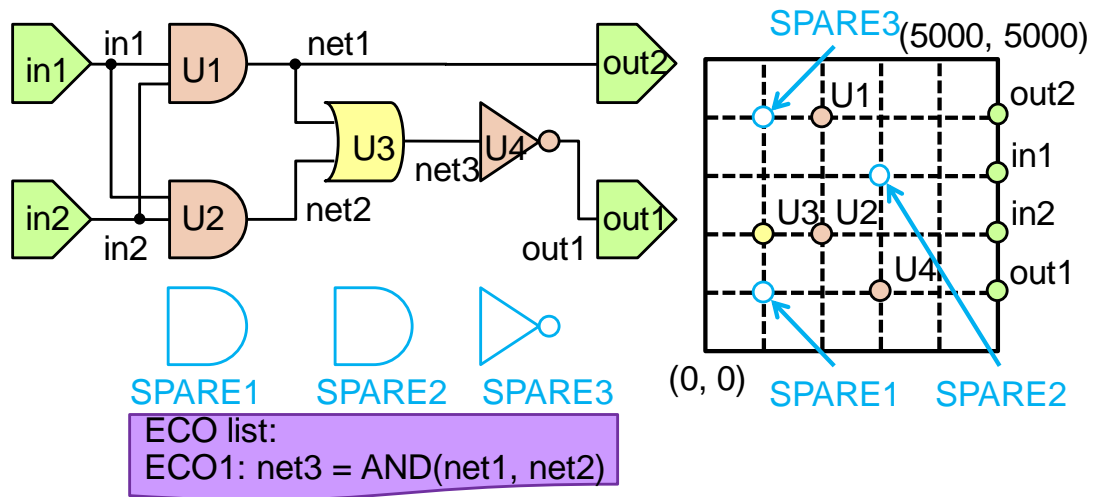 in1
in1
U1
net1
out2
in2
in2
U2
net2
U3
net3
U4
out1
out1
SPARE1
SPARE2
SPARE3
ECO list:
ECO1: net3 = AND(net1, net2)
SPARE3
(5000, 5000)
U1
out2
in1
U3
U2
in2
U4
out1
(0, 0)
SPARE1
SPARE2